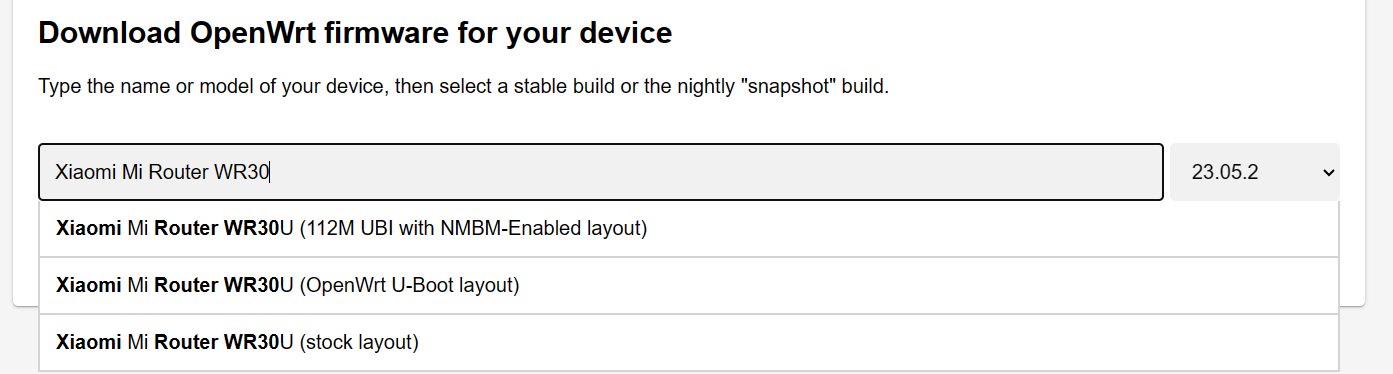 Download OpenWrt firmware for your device
Type the name or model of your device, then select a stable build or the nightly "snapshot" build.
Xiaomi Mi Router WR30
23.05.2
Xiaomi Mi Router WR30U (112M UBI with NMBM-Enabled layout)
Xiaomi Mi Router WR30U (OpenWrt U-Boot layout)
Xiaomi Mi Router WR30U (stock layout)